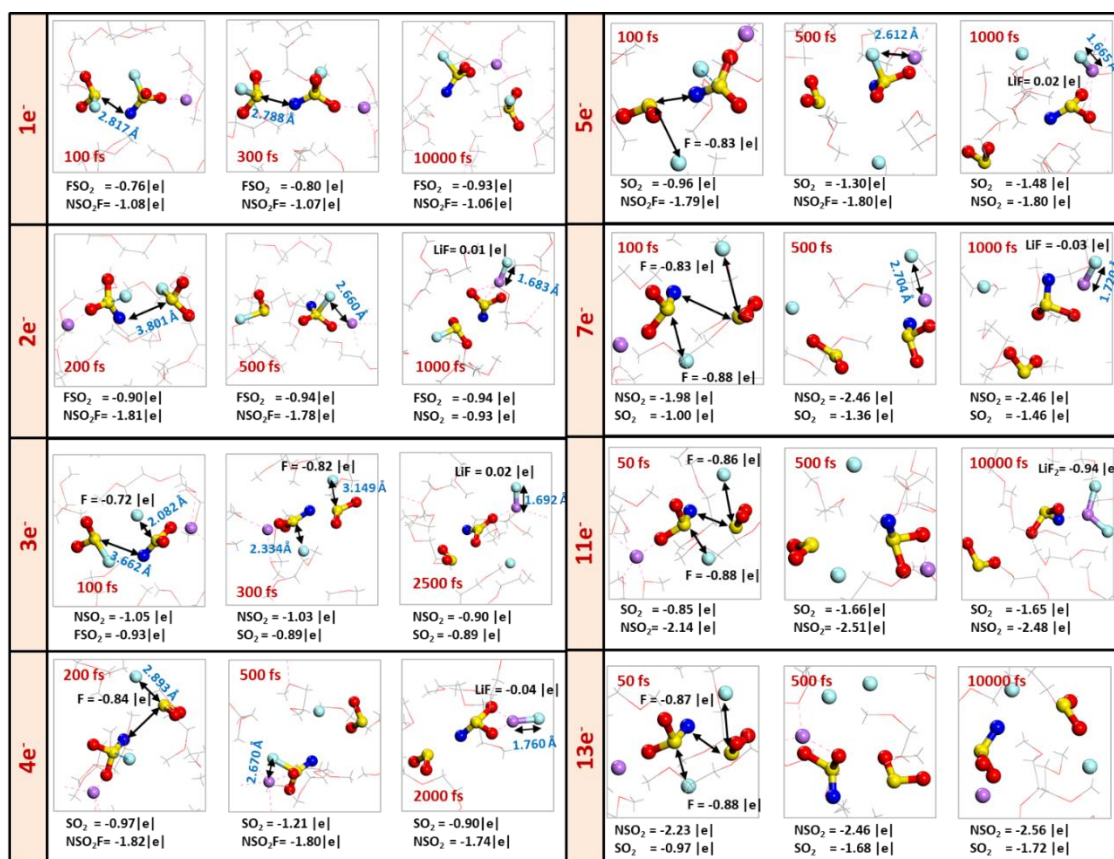 1e-
2.817 Å
100 fs
FSO2 = -0.76|e|
NSO2F= -1.08|e|
2.788 Å
300 fs
FSO2 = -0.80|e|
NSO2F= -1.07|e|
10000 fs
FSO2 = -0.93|e|
NSO2F= -1.06|e|
2e-
3.801 Å
200 fs
FSO2 = -0.90|e|
NSO2F= -1.81|e|
2.660 Å
500 fs
FSO2 = -0.94|e|
NSO2F= -1.78|e|
LiF= 0.01 |e|
1.683 Å
1000 fs
FSO2 = -0.94|e|
NSO2 = -0.93|e|
3e-
F = -0.72 |e|
2.082 Å
3.662 Å
100 fs
NSO2 = -1.05 |e|
FSO2 = -0.93|e|
F = -0.82 |e|
3.149 Å
2.334 Å
300 fs
NSO2 = -1.03 |e|
SO2 = -0.89|e|
LiF = 0.02 |e|
1.692 Å
2500 fs
NSO2 = -0.90 |e|
SO2 = -0.89 |e|
4e-
200 fs
2.893 Å
F = -0.84 |e|
SO2 = -0.97|e|
NSO2F= -1.82|e|
500 fs
2.670 Å
SO2 = -1.21 |e|
NSO2F= -1.80|e|
LiF = -0.04 |e|
1.760 Å
2000 fs
SO2 = -0.90 |e|
NSO2 = -1.74|e|
5e-
100 fs
F = -0.83 |e|
SO2 = -0.96|e|
NSO2F= -1.79|e|
500 fs
2.612 Å
SO2 = -1.30 |e|
NSO2F= -1.80|e|
1000 fs
1.665 Å
LiF= 0.02 |e|
SO2 = -1.48 |e|
NSO2 = -1.80|e|
7e-
100 fs
F = -0.83 |e|
F = -0.88 |e|
NSO2 = -1.98 |e|
SO2 = -1.00 |e|
500 fs
2.704 Å
NSO2 = -2.46 |e|
SO2 = -1.36 |e|
1000 fs
LiF = -0.03 |e|
NSO2 = -2.46 |e|
SO2 = -1.46 |e|
11e-
50 fs
F = -0.86 |e|
F = -0.88 |e|
SO2 = -0.85 |e|
NSO2= -2.14 |e|
500 fs
SO2 = -1.66 |e|
NSO2= -2.51 |e|
10000 fs
LiF2 = -0.94 |e|
SO2 = -1.65 |e|
NSO2= -2.48 |e|
13e-
50 fs
F = -0.87 |e|
F = -0.88 |e|
NSO2 = -2.23 |e|
SO2 = -0.97 |e|
500 fs
NSO2 = -2.46 |e|
SO2 = -1.68 |e|
10000 fs
NSO2 = -2.56 |e|
SO2 = -1.72 |e|